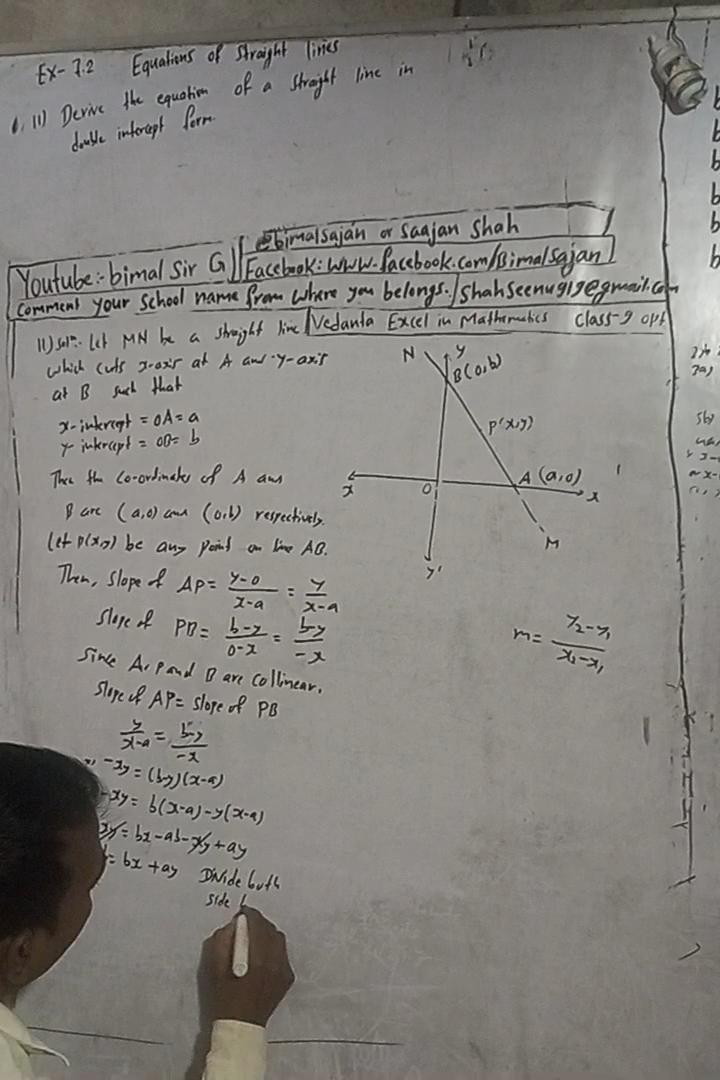 Ex- 7.2 Equations of straight lines
11) Derive the equation of a straight line in
double intercept form.
@bimalsajan or saajan shah
Youtube:- bimal sir G
Facebook: www.facebook.com/Bimalsajan
comment your school name from where you belongs.
shahseenu919@gmail.com
Vedanta Excel in Mathematics class-9 opt
11) Solⁿ:- Let MN be a straight line
which cuts x-axis at A and y-axis
at B such that
x-intercept = OA = a
y intercept = OB = b
Then the co-ordinates of A and
B are (a,0) and (0,b) respectively.
Let P(x,y) be any point on line AB.
Then, slope of AP = y-0/x-a = y/x-a
slope of PB = b-y/0-x = b-y/-x
Since A, P and B are collinear.
slope of AP = slope of PB
y/x-a = b-y/-x
-xy = (b-y)(x-a)
-xy = b(x-a)-y(x-a)
xy = bx-ab-xy+ay
= bx+ay Divide both
side
N
y
B(0,b)
P(x,y)
A (a,0)
x
O
x
M
y'
m = y₂-y₁/x₂-x₁